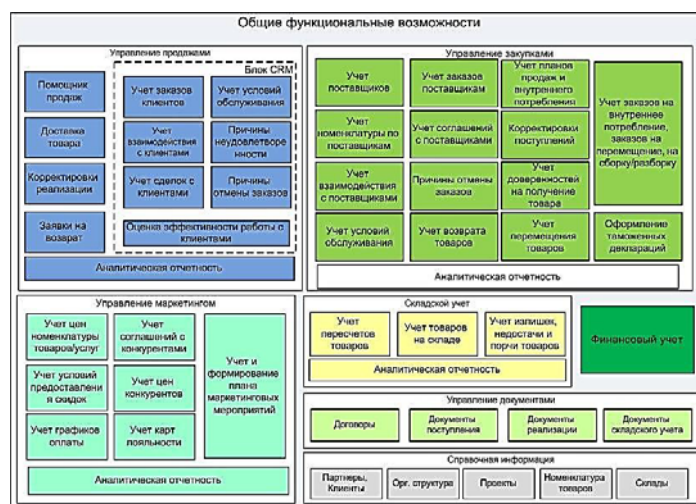 Общие функциональные возможности
Управление продажами
Блок CRM
Помощник
продаж
Доставка
товара
Корректировки
реализации
Заявки на
возврат
Учет заказов
клиентов
Учет условий
обслуживания
Учет
взаимодействия
с клиентами
Причины
неудовлетворе
нности
Учет сделок с
клиентами
Причины
отмены заказов
Оценка эффективности работы с
клиентами
Аналитическая отчетность
Управление закупками
Учет
поставщиков
Учет заказов
поставщикам
Учет планов
продаж и
внутреннего
потребления
Учет заказов на
внутреннее
потребление,
заказов на
перемещение, на
сборку/разборку
Учет
номенклатуры по
поставщикам
Учет соглашений
с поставщиками
Корректировки
поступлений
Учет
взаимодействия
с поставщиками
Причины отмены
заказов
Учет
доверенностей
на получение
товара
Учет условий
обслуживания
Учет возврата
товаров
Учет
перемещения
товаров
Оформление
таможенных
деклараций
Аналитическая отчетность
Управление маркетингом
Учет цен
номенклатуры
товаров/услуг
Учет
соглашений с
конкурентами
Учет и
формирование
плана
маркетинговых
мероприятий
Учет условий
предоставлени
я скидок
Учет цен
конкурентов
Учет графиков
оплаты
Учет карт
лояльности
Аналитическая отчетность
Складской учет
Учет
пересчетов
товаров
Учет товаров
на складе
Учет излишек,
недостачи и
порчи товаров
Аналитическая отчетность
Финансовый учет
Управление документами
Договоры
Документы
поступления
Документы
реализации
Документы
складского учета
Справочная информация
Партнеры,
Клиенты
Орг. структура
Проекты
Номенклатура
товаров
Склады